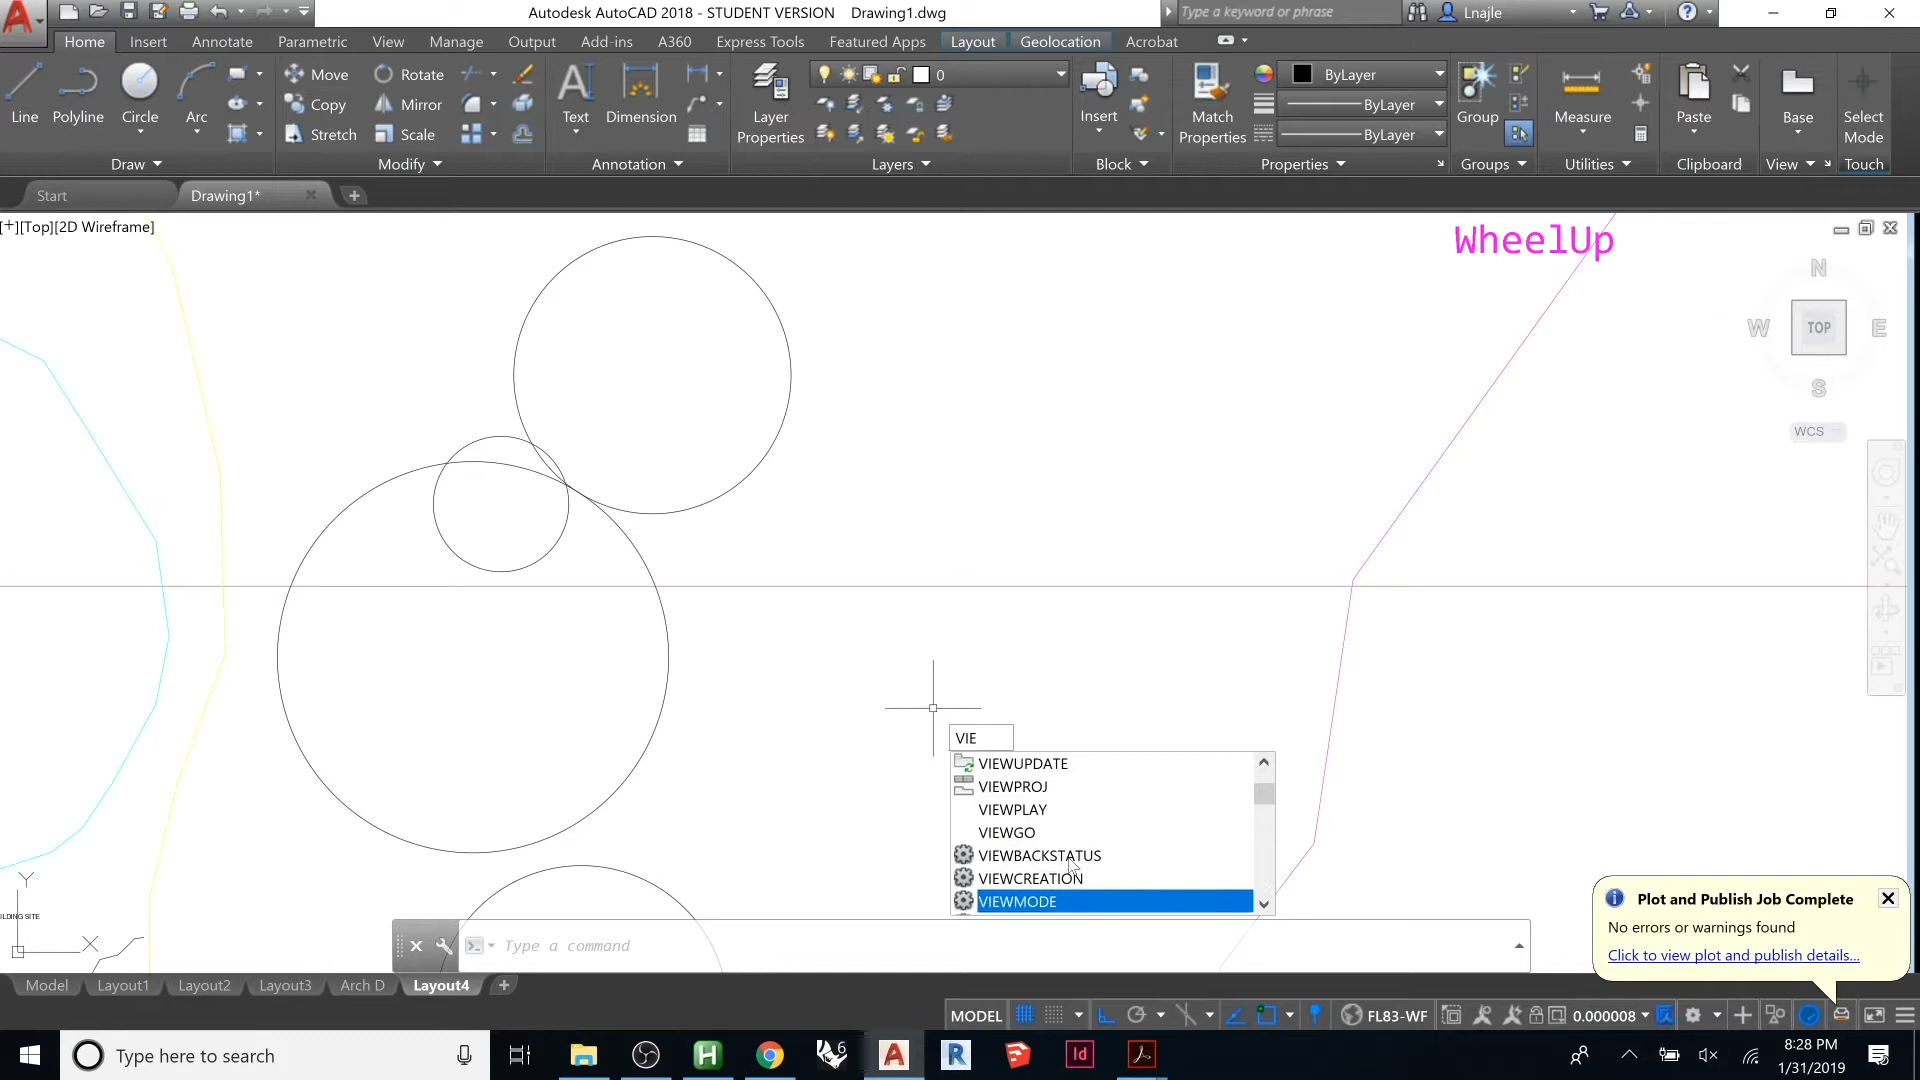 Autodesk AutoCAD 2018 - STUDENT VERSION Drawing1.dwg
Type a keyword or phrase
Lnajle
Home Insert Annotate Parametric View Manage Output Add-ins A360 Express Tools Featured Apps Layout Geolocation Acrobat
Line Polyline Circle Arc
Move Rotate
Copy Mirror
Stretch Scale
Text Dimension
Layer Properties
0
Insert
Match Properties
ByLayer
ByLayer
ByLayer
Group
Measure
Paste
Base
Select Mode
Draw Modify Annotation Layers Block Properties Groups Utilities Clipboard View Touch
Start Drawing1*
[+][Top][2D Wireframe]
WheelUp
N
W TOP E
S
WCS
VIE
VIEWUPDATE
VIEWPROJ
VIEWPLAY
VIEWGO
VIEWBACKSTATUS
VIEWCREATION
VIEWMODE
Y
ILDING SITE
X
Type a command
Plot and Publish Job Complete
No errors or warnings found
Click to view plot and publish details...
Model Layout1 Layout2 Layout3 Arch D Layout4
MODEL FL83-WF 0.000008
Type here to search
6 A R Id
8:28 PM
1/31/2019